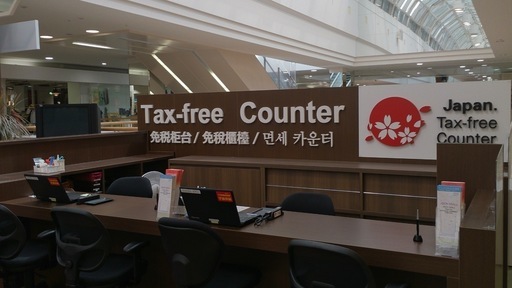 Tax-free Counter
免税柜台 / 免稅櫃檯 / 면세 카운터
Japan.
Tax-free
Counter